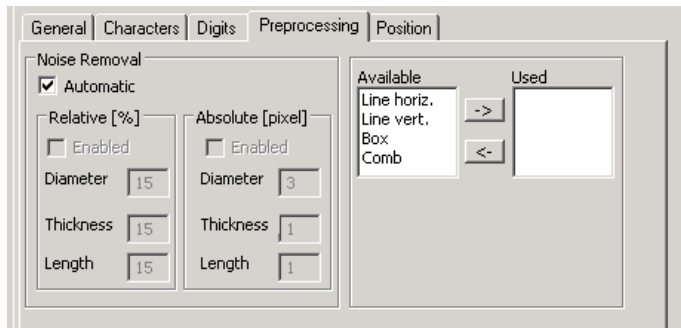 General Characters Digits Preprocessing Position
Noise Removal
Automatic
Relative [%]
Enabled
Diameter 15
Thickness 15
Length 15
Absolute [pixel]
Enabled
Diameter 3
Thickness 1
Length 1
Available
Line horiz.
Line vert.
Box
Comb
->
<-
Used